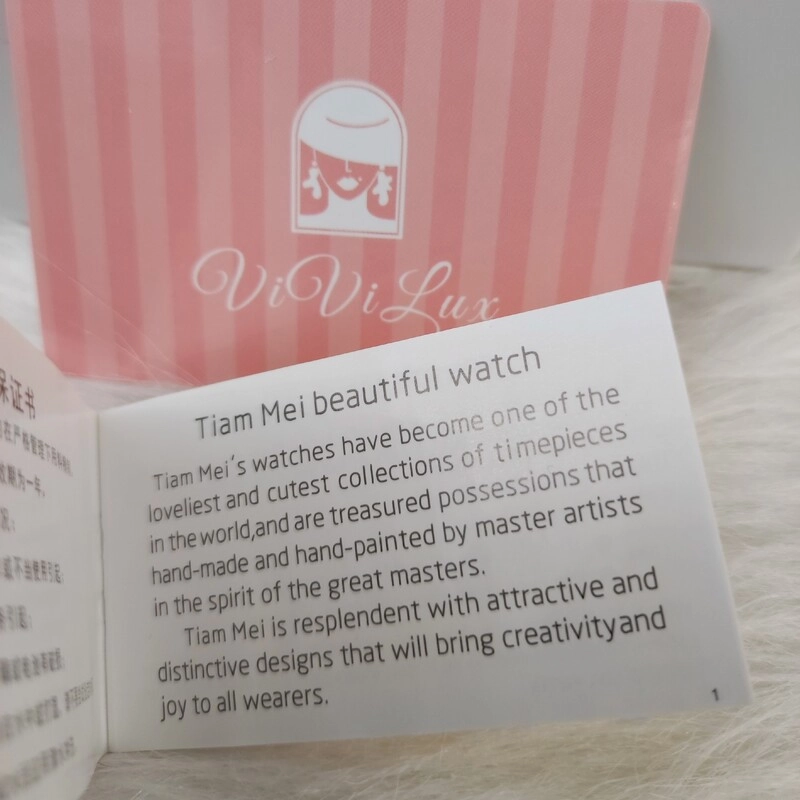 ViViLux
保证书
Tiam Mei beautiful watch
Tiam Mei's watches have become one of the
loveliest and cutest collections of timepieces
in the world,and are treasured possessions that
hand-made and hand-painted by master artists
in the spirit of the great masters.
Tiam Mei is resplendent with attractive and
distinctive designs that will bring creativityand
joy to all wearers.
1